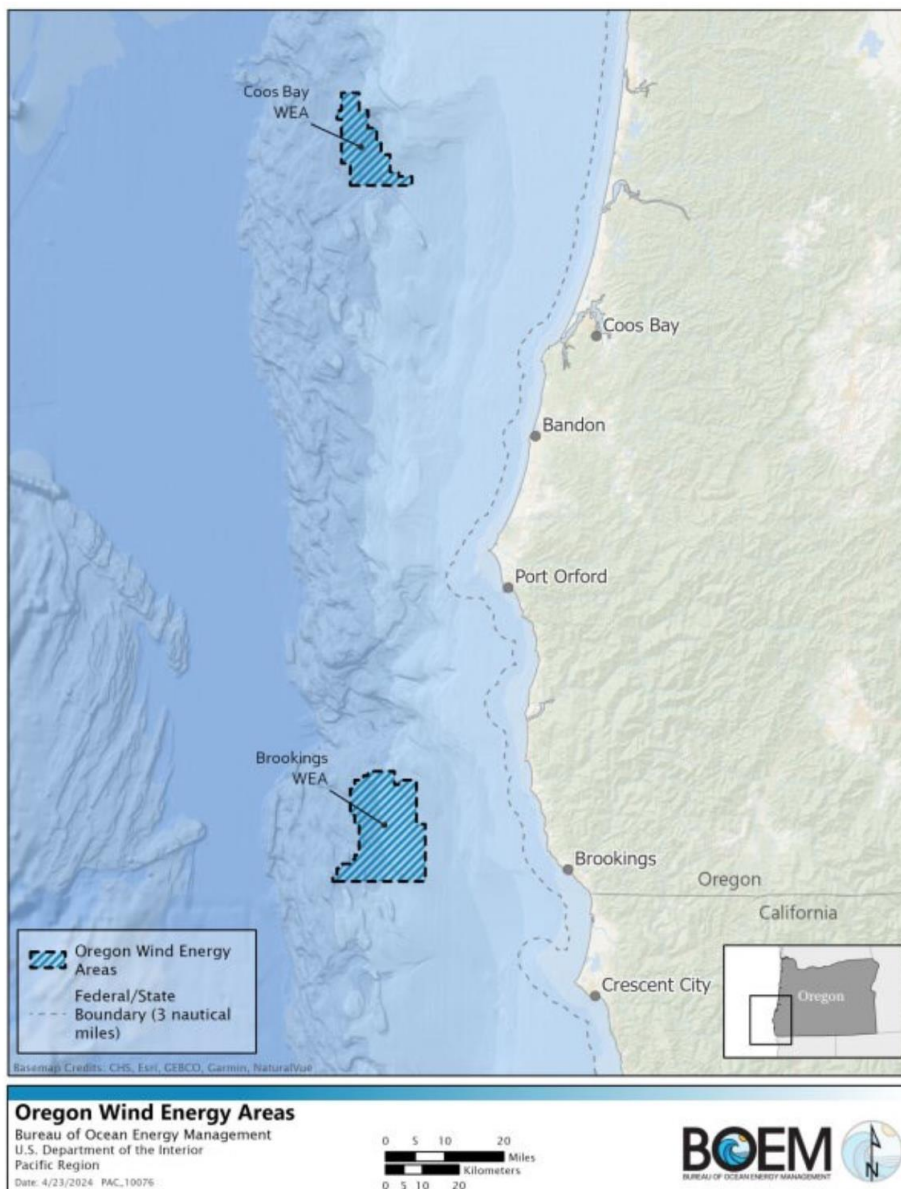 Coos Bay
WEA
Coos Bay
Bandon
Port Orford
Brookings
WEA
Brookings
Oregon
California
Crescent City
Oregon Wind Energy
Areas
Federal/State
Boundary (3 nautical
miles)
Oregon
Basemap Credits: CHS, Esri, GEBCO, Garmin, NaturalVue
Oregon Wind Energy Areas
Bureau of Ocean Energy Management
U.S. Department of the Interior
Pacific Region
Date: 4/23/2024 PAC_10076
0 5 10 20
Miles
Kilometers
0 5 10 20
BOEM
BUREAU OF OCEAN ENERGY MANAGEMENT
N